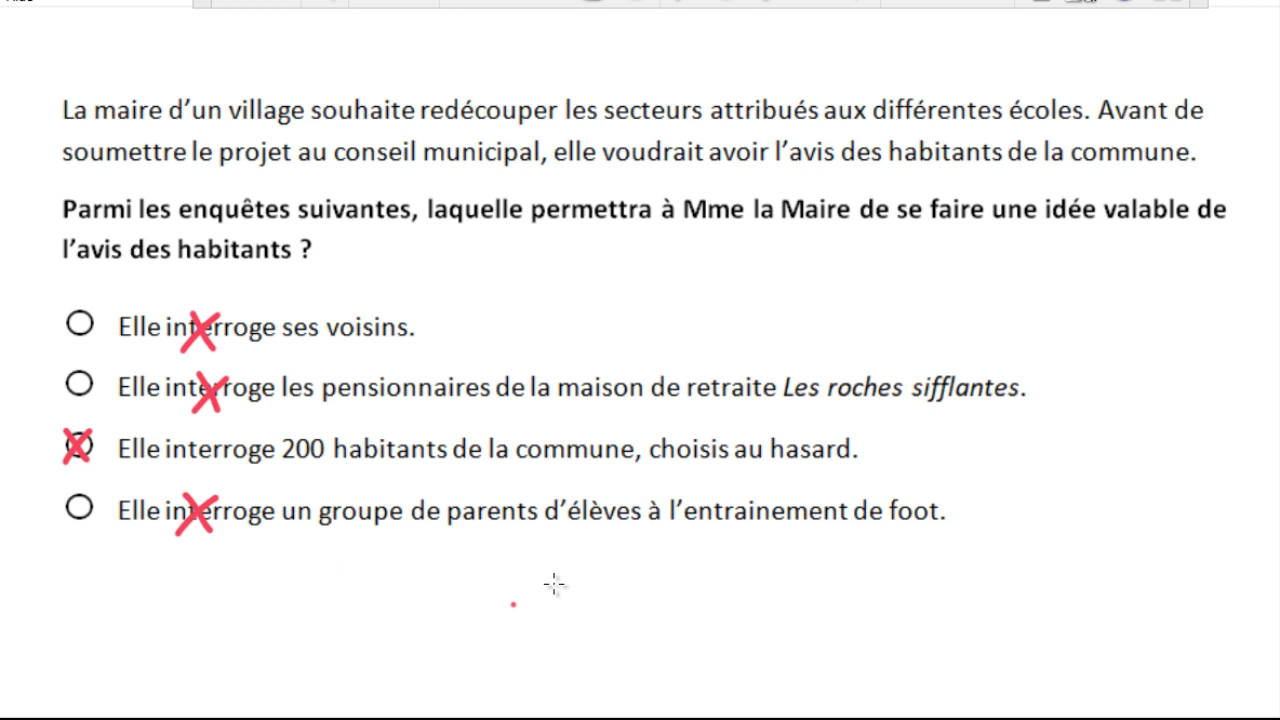 La maire d'un village souhaite redécouper les secteurs attribués aux différentes écoles. Avant de
soumettre le projet au conseil municipal, elle voudrait avoir l'avis des habitants de la commune.
Parmi les enquêtes suivantes, laquelle permettra à Mme la Maire de se faire une idée valable de
l'avis des habitants ?
Elle interroge ses voisins.
Elle interroge les pensionnaires de la maison de retraite Les roches sifflantes.
Elle interroge 200 habitants de la commune, choisis au hasard.
Elle interroge un groupe de parents d'élèves à l'entrainement de foot.